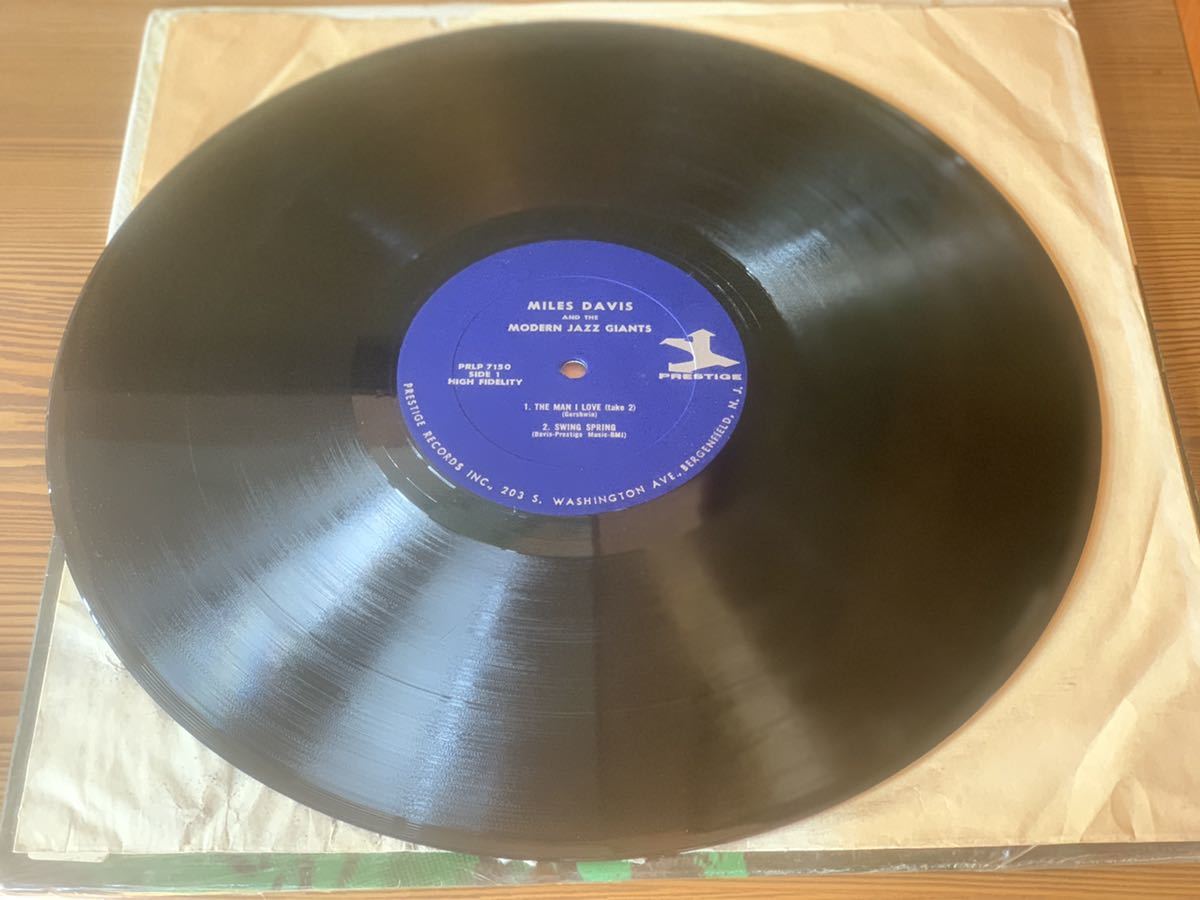 MILES DAVIS
AND THE
MODERN JAZZ GIANTS
PRLP 7150
SIDE 1
HIGH FIDELITY
PRESTIGE
1. THE MAN I LOVE (take 2)
(Gershwin)
2. SWING SPRING
(Davis-Prestige Music-BMI)
PRESTIGE RECORDS INC., 203 S. WASHINGTON AVE., BERGENFIELD, N. J.